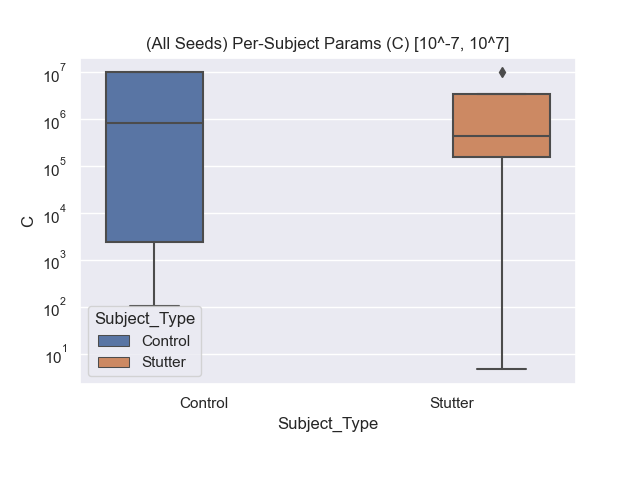 (All Seeds) Per-Subject Params (C) [10^-7, 10^7]
10^7
10^6
10^5
10^4
10^3
10^2
10^1
C
Subject_Type
Control
Stutter
Control
Stutter
Subject_Type